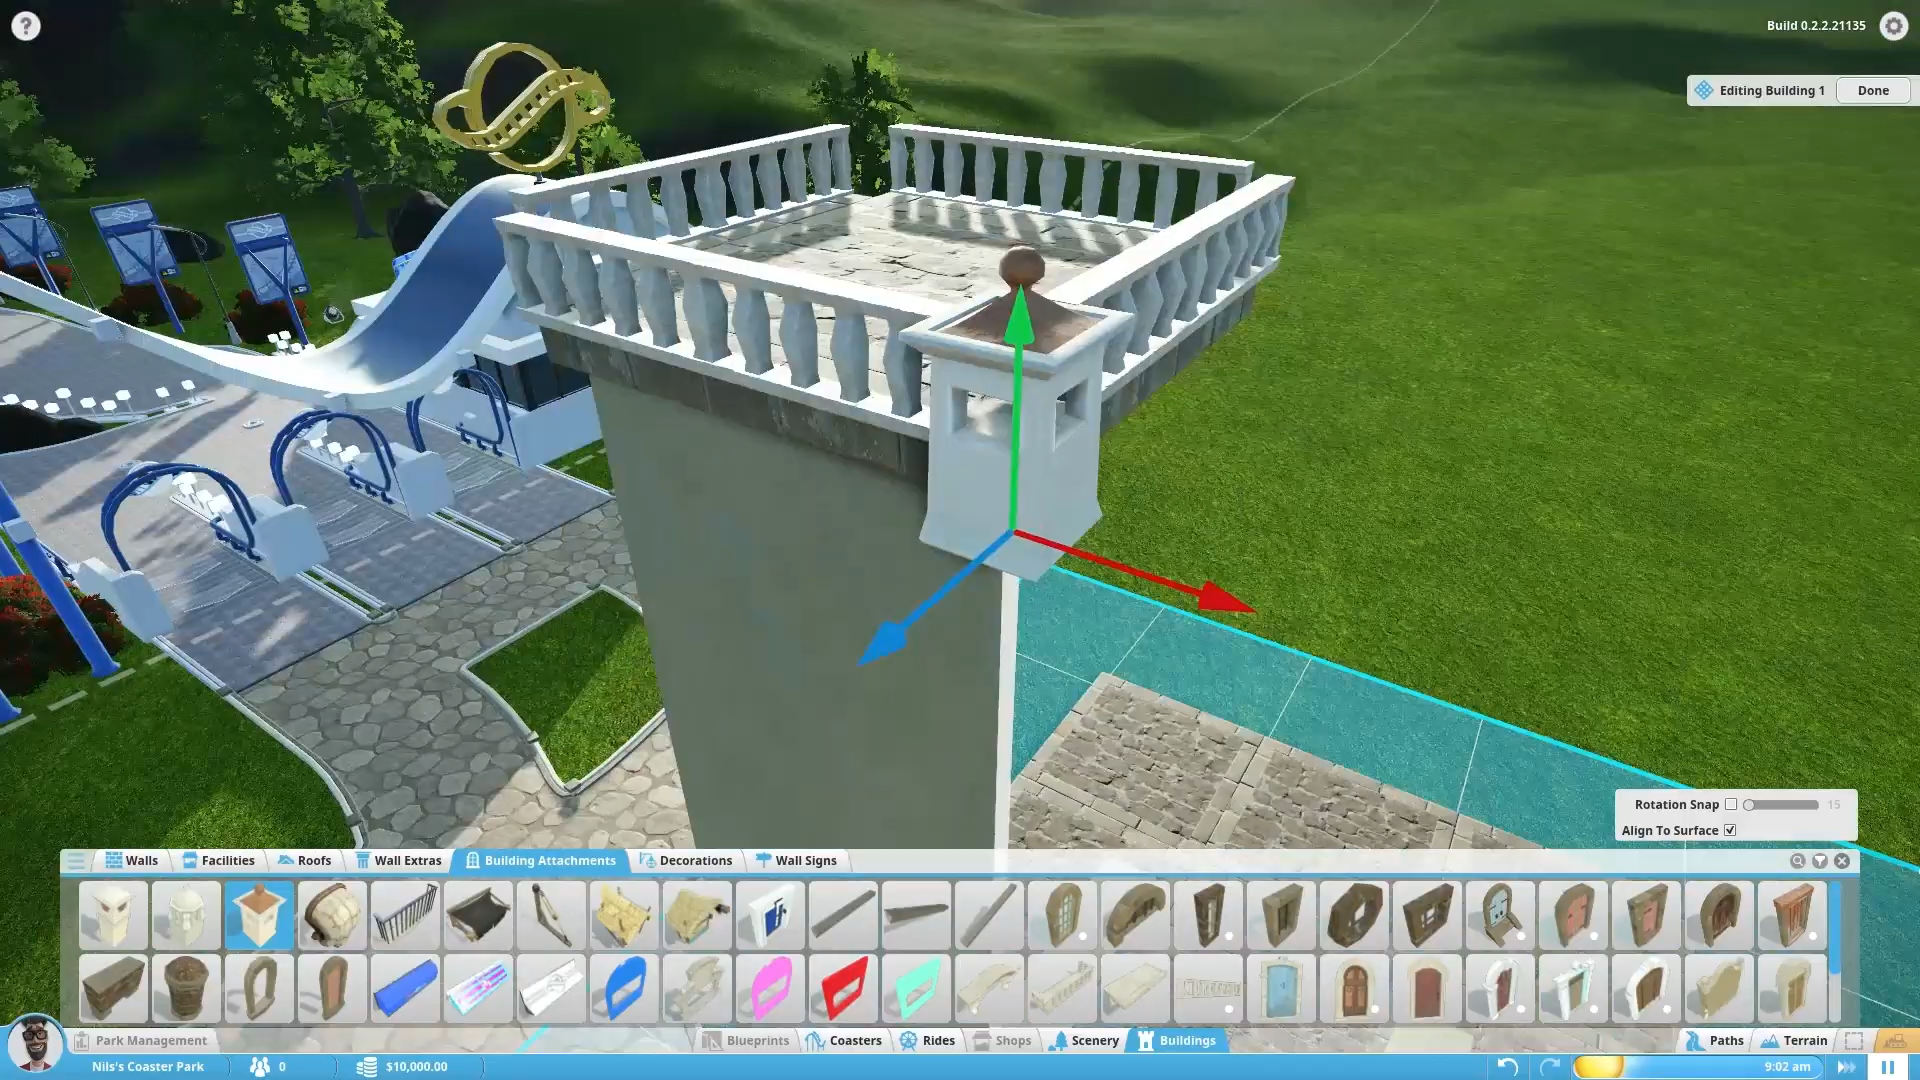 ?
Build 0.2.2.21135
Editing Building 1
Done
Rotation Snap
15
Align To Surface
Walls
Facilities
Roofs
Wall Extras
Building Attachments
Decorations
Wall Signs
Park Management
Blueprints
Coasters
Rides
Shops
Scenery
Buildings
Paths
Terrain
Nils's Coaster Park
0
$10,000.00
9:02 am